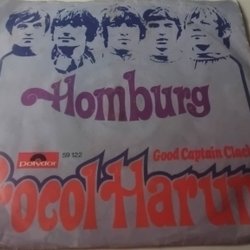 Homburg
Good Captain Clack
Polydor
59 122
Procol Harum